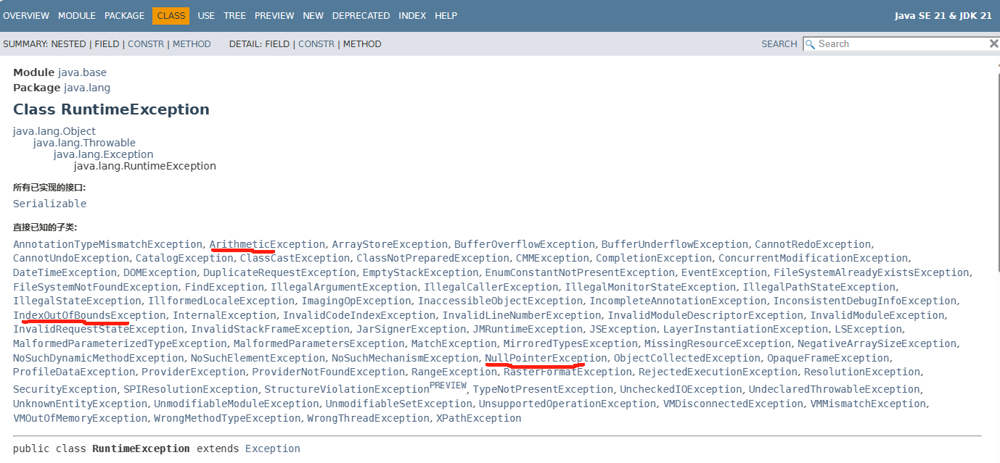 OVERVIEW MODULE PACKAGE CLASS USE TREE PREVIEW NEW DEPRECATED INDEX HELP Java SE 21 & JDK 21
SUMMARY: NESTED | FIELD | CONSTR | METHOD DETAIL: FIELD | CONSTR | METHOD SEARCH Search
Module java.base
Package java.lang
Class RuntimeException
java.lang.Object
java.lang.Throwable
java.lang.Exception
java.lang.RuntimeException
所有已实现的接口:
Serializable
直接已知的子类:
AnnotationTypeMismatchException, ArithmeticException, ArrayStoreException, BufferOverflowException, BufferUnderflowException, CannotRedoException,
CannotUndoException, CatalogException, ClassCastException, ClassNotPreparedException, CMMException, CompletionException, ConcurrentModificationException,
DateTimeException, DOMException, DuplicateRequestException, EmptyStackException, EnumConstantNotPresentException, EventException, FileSystemAlreadyExistsException,
FileSystemNotFoundException, FindException, IllegalArgumentException, IllegalCallerException, IllegalMonitorStateException, IllegalPathStateException,
IllegalStateException, IllformedLocaleException, ImagingOpException, InaccessibleObjectException, IncompleteAnnotationException, InconsistentDebugInfoException,
IndexOutOfBoundsException, InternalException, InvalidCodeIndexException, InvalidLineNumberException, InvalidModuleDescriptorException, InvalidModuleException,
InvalidRequestStateException, InvalidStackFrameException, JarSignerException, JMRuntimeException, JSException, LayerInstantiationException, LSException,
MalformedParameterizedTypeException, MalformedParametersException, MatchException, MirroredTypesException, MissingResourceException, NegativeArraySizeException,
NoSuchDynamicMethodException, NoSuchElementException, NoSuchMechanismException, NullPointerException, ObjectCollectedException, OpaqueFrameException,
ProfileDataException, ProviderException, ProviderNotFoundException, RangeException, RasterFormatException, RejectedExecutionException, ResolutionException,
SecurityException, SPIResolutionException, StructureViolationExceptionPREVIEW, TypeNotPresentException, UncheckedIOException, UndeclaredThrowableException,
UnknownEntityException, UnmodifiableModuleException, UnmodifiableSetException, UnsupportedOperationException, VMDisconnectedException, VMMismatchException,
VMOutOfMemoryException, WrongMethodTypeException, WrongThreadException, XPathException
public class RuntimeException extends Exception